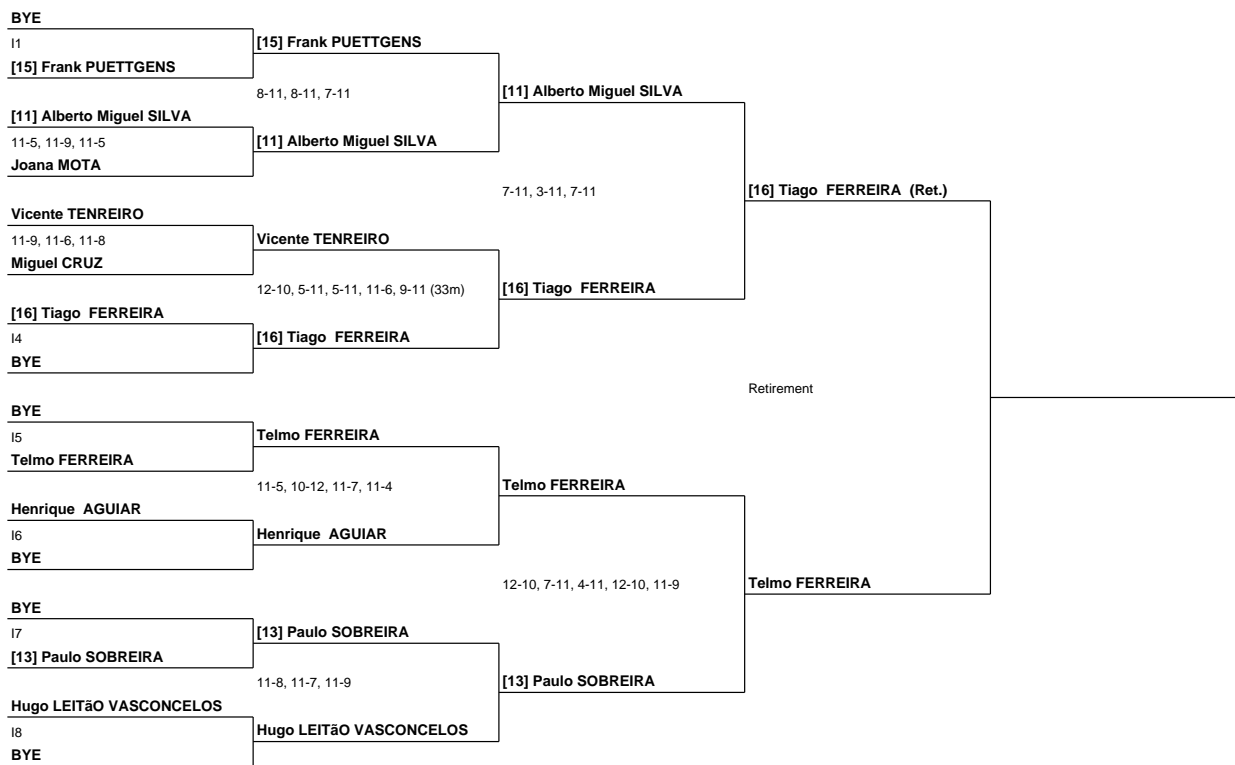 BYE
I1
[15] Frank PUETTGENS
[15] Frank PUETTGENS
8-11, 8-11, 7-11
[11] Alberto Miguel SILVA
[11] Alberto Miguel SILVA
11-5, 11-9, 11-5
[11] Alberto Miguel SILVA
Joana MOTA
7-11, 3-11, 7-11
[16] Tiago  FERREIRA  (Ret.)
Vicente TENREIRO
11-9, 11-6, 11-8
Vicente TENREIRO
Miguel CRUZ
12-10, 5-11, 5-11, 11-6, 9-11 (33m)
[16] Tiago  FERREIRA
[16] Tiago  FERREIRA
I4
[16] Tiago  FERREIRA
BYE
Retirement
BYE
I5
Telmo FERREIRA
Telmo FERREIRA
11-5, 10-12, 11-7, 11-4
Telmo FERREIRA
Henrique  AGUIAR
I6
Henrique  AGUIAR
BYE
12-10, 7-11, 4-11, 12-10, 11-9
Telmo FERREIRA
BYE
I7
[13] Paulo SOBREIRA
[13] Paulo SOBREIRA
11-8, 11-7, 11-9
[13] Paulo SOBREIRA
Hugo LEITãO VASCONCELOS
I8
Hugo LEITãO VASCONCELOS
BYE